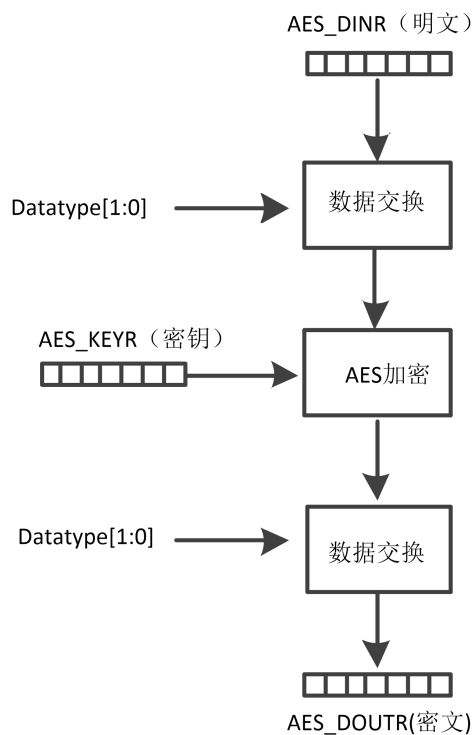 AES_DINR（明文）
数据交换
Datatype[1:0]
AES_KEYR（密钥）
AES加密
Datatype[1:0]
数据交换
AES_DOUTR(密文)